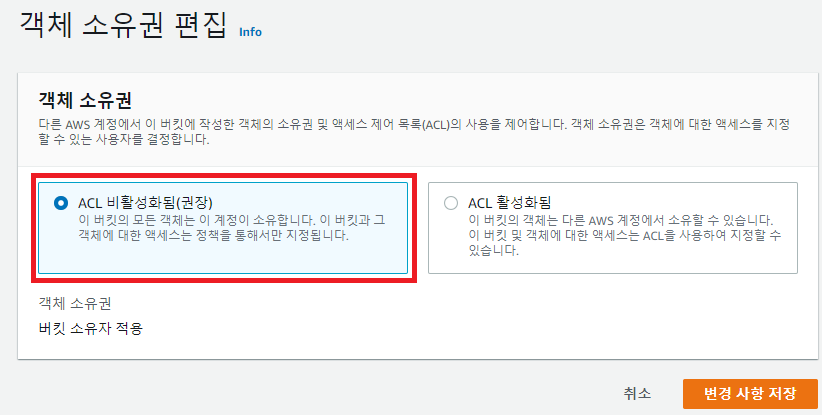 객체 소유권 편집 Info
객체 소유권
다른 AWS 계정에서 이 버킷에 작성한 객체의 소유권 및 액세스 제어 목록(ACL)의 사용을 제어합니다. 객체 소유권은 객체에 대한 액세스를 지정
할 수 있는 사용자를 결정합니다.
ACL 비활성화됨(권장)
이 버킷의 모든 객체는 이 계정이 소유합니다. 이 버킷과 그
객체에 대한 액세스는 정책을 통해서만 지정됩니다.
ACL 활성화됨
이 버킷의 객체는 다른 AWS 계정에서 소유할 수 있습니다.
이 버킷 및 객체에 대한 액세스는 ACL을 사용하여 지정할 수
있습니다.
객체 소유권
버킷 소유자 적용
취소
변경 사항 저장